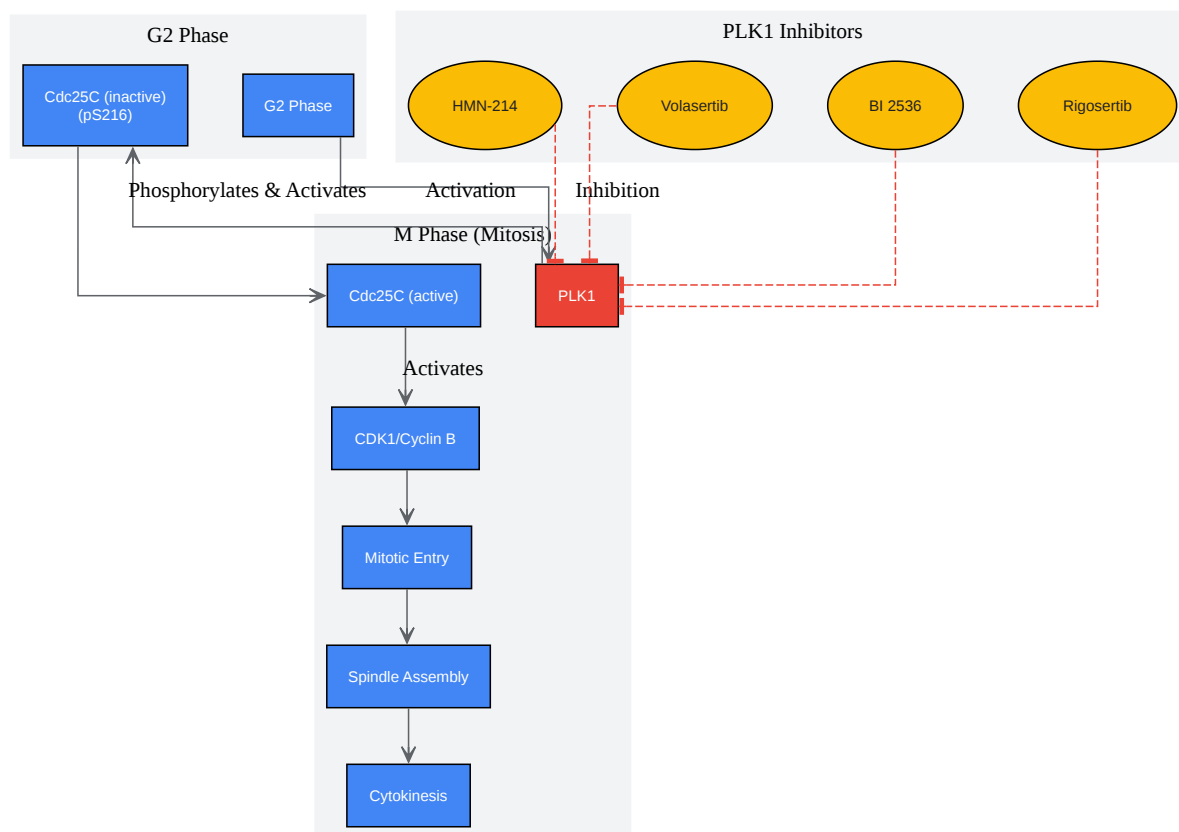 G2 Phase
PLK1 Inhibitors
Cdc25C (inactive)
(pS216)
G2 Phase
HMN-214
Volasertib
BI 2536
Rigosertib
Phosphorylates & Activates
Activation
Inhibition
M Phase (Mitosis)
Cdc25C (active)
PLK1
Activates
CDK1/Cyclin B
Mitotic Entry
Spindle Assembly
Cytokinesis